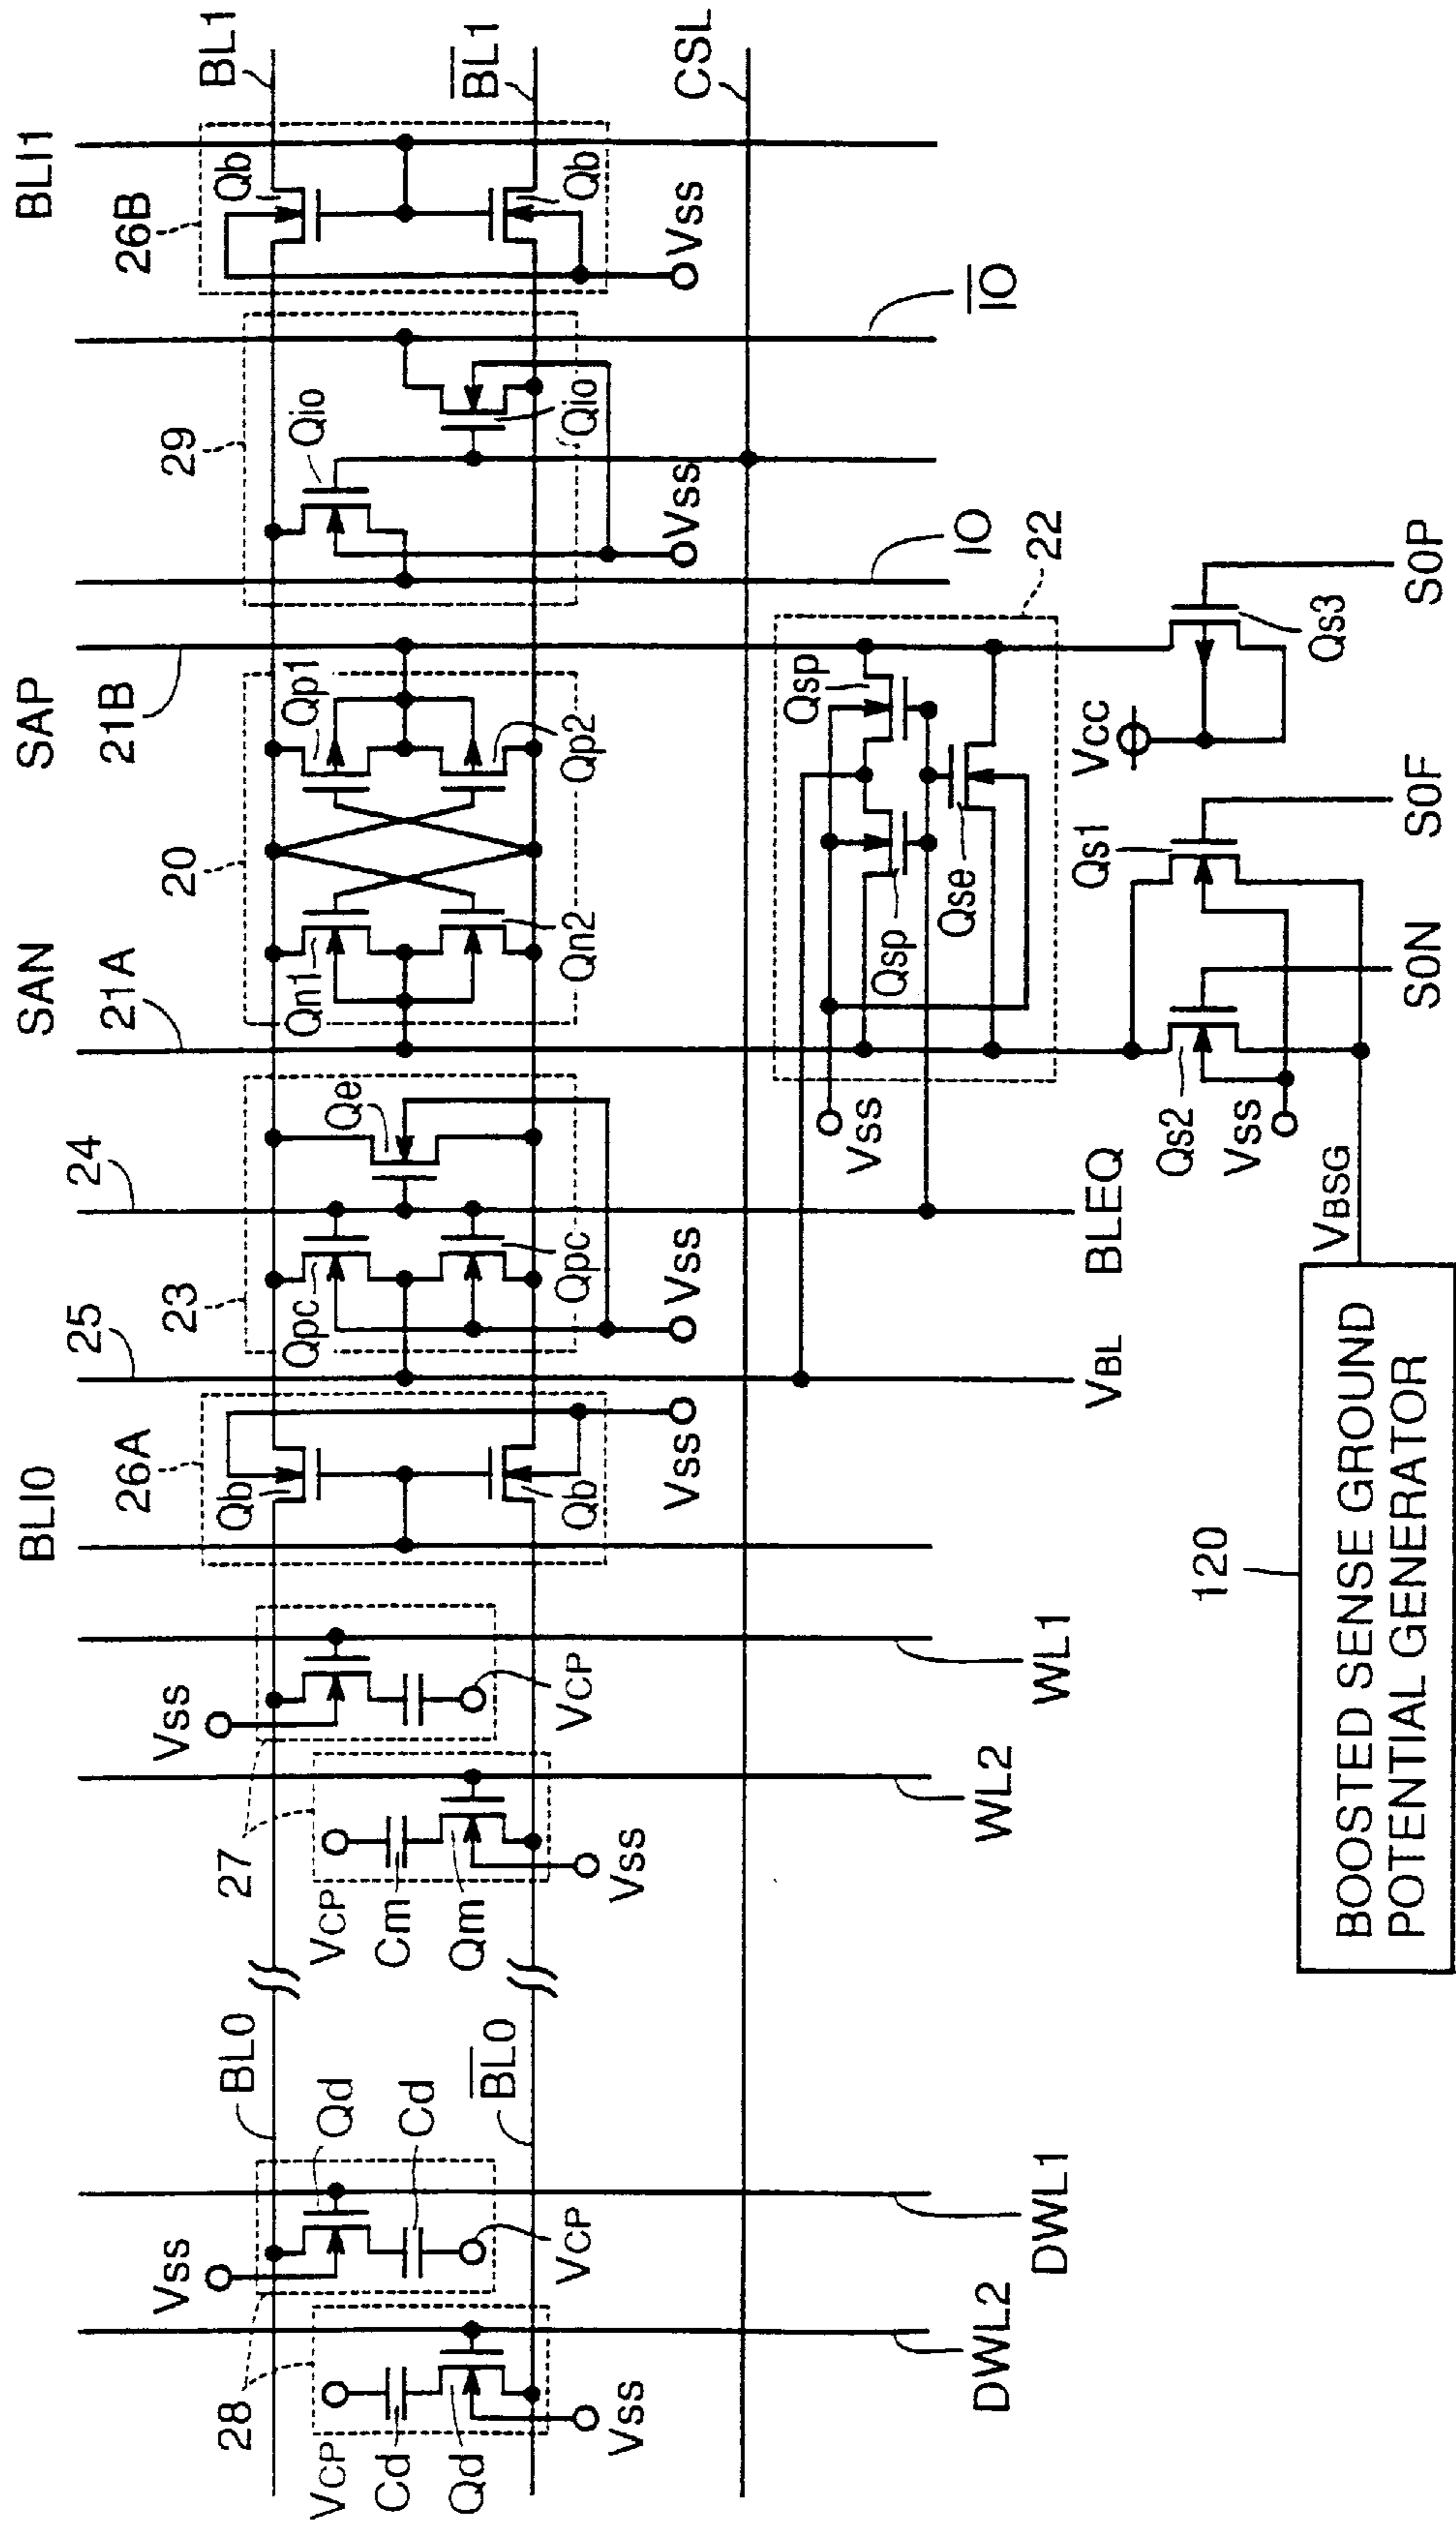 BLI0
SAN
SAP
BLI1
25
24
21A
21B
26A
23
20
29
26B
BL1
BL1
CSL
28
27
Vss
Vss
BL0
BL0
Qd
Cd
VCP
VCP
Cd
Qd
Vss
VCP
VCP
Cm
Qm
Vss
Qb
Qb
Vss
Qpc
Qpc
Qe
Vss
Qn1
Qn2
Qp1
Qp2
Qio
Qio
Vss
Qb
Qb
Vss
DWL2
DWL1
WL2
WL1
VBL
BLEQ
IO
IO
22
Vss
Qsp
Qsp
Qse
Vcc
Qs2
Qs1
Qs3
Vss
VBSG
S0N
S0F
S0P
120
BOOSTED SENSE GROUND
POTENTIAL GENERATOR